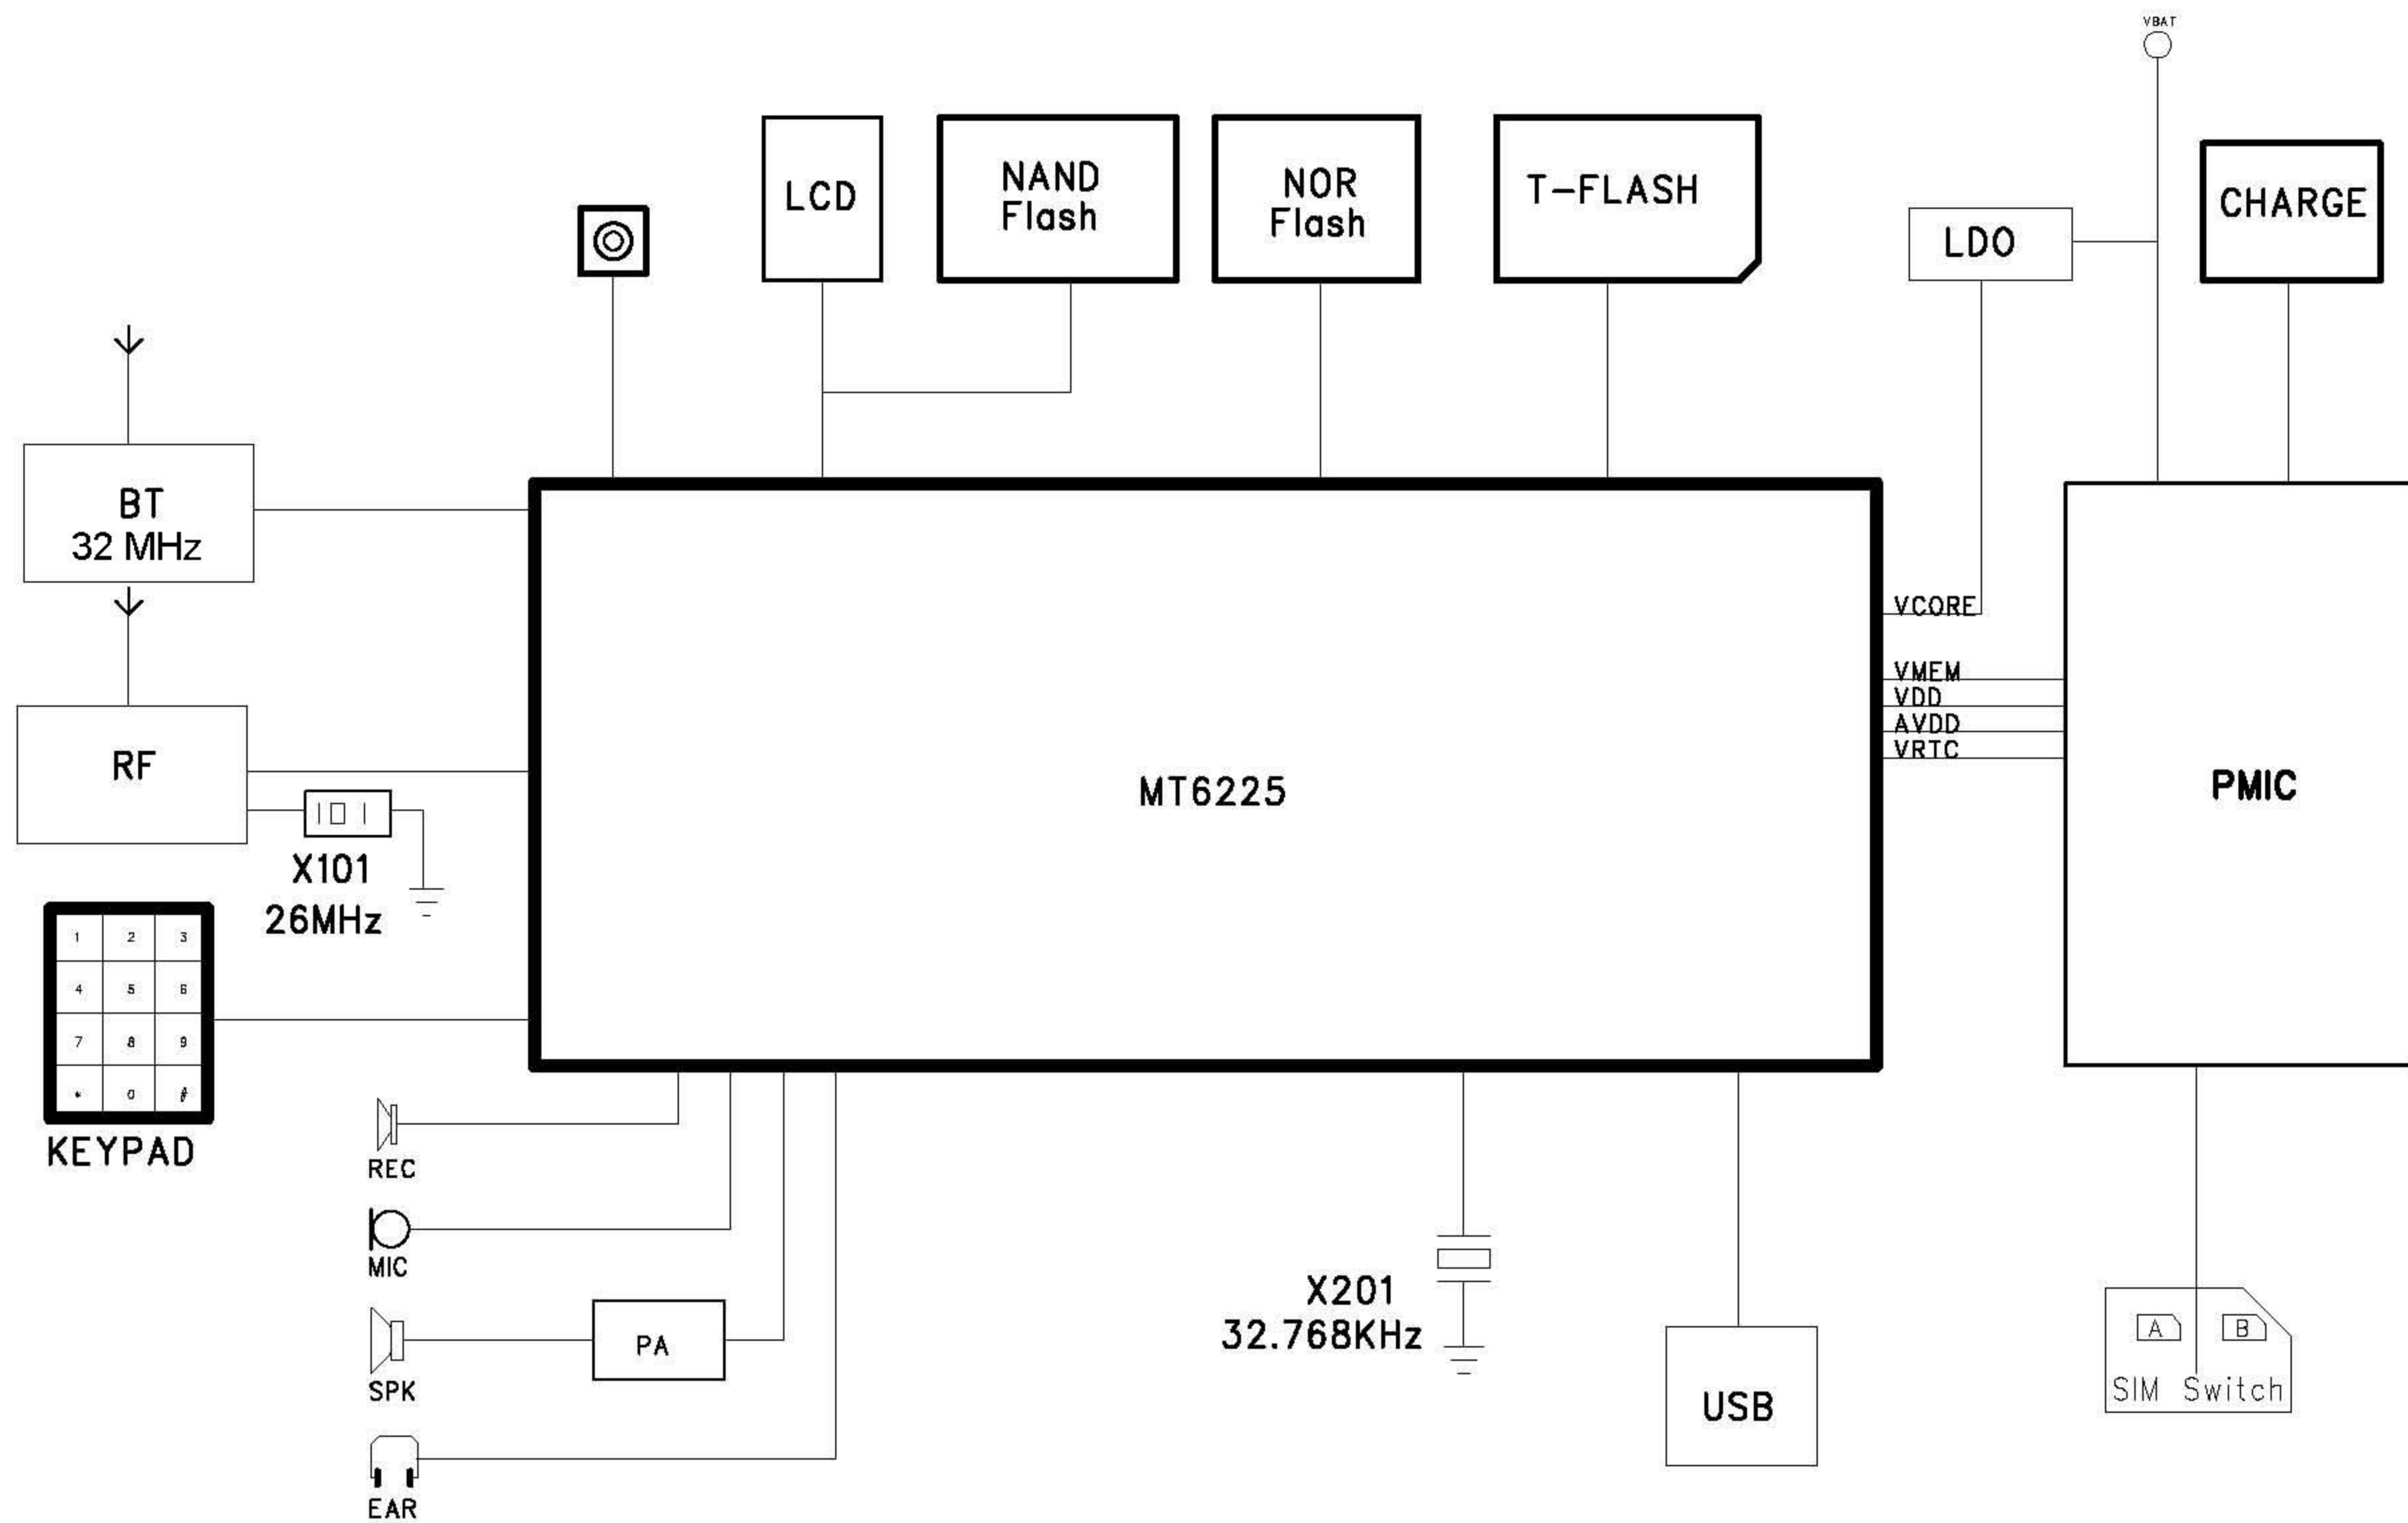 VBAT
LCD
NAND
Flash
NOR
Flash
T-FLASH
LDO
CHARGE
BT
32 MHz
VCORE
VMEM
VDD
AVDD
VRTC
RF
MT6225
PMIC
X101
26MHz
1 2 3
4 5 6
7 8 9
* 0 #
KEYPAD
REC
MIC
SPK
PA
EAR
X201
32.768KHz
USB
A B
SIM Switch